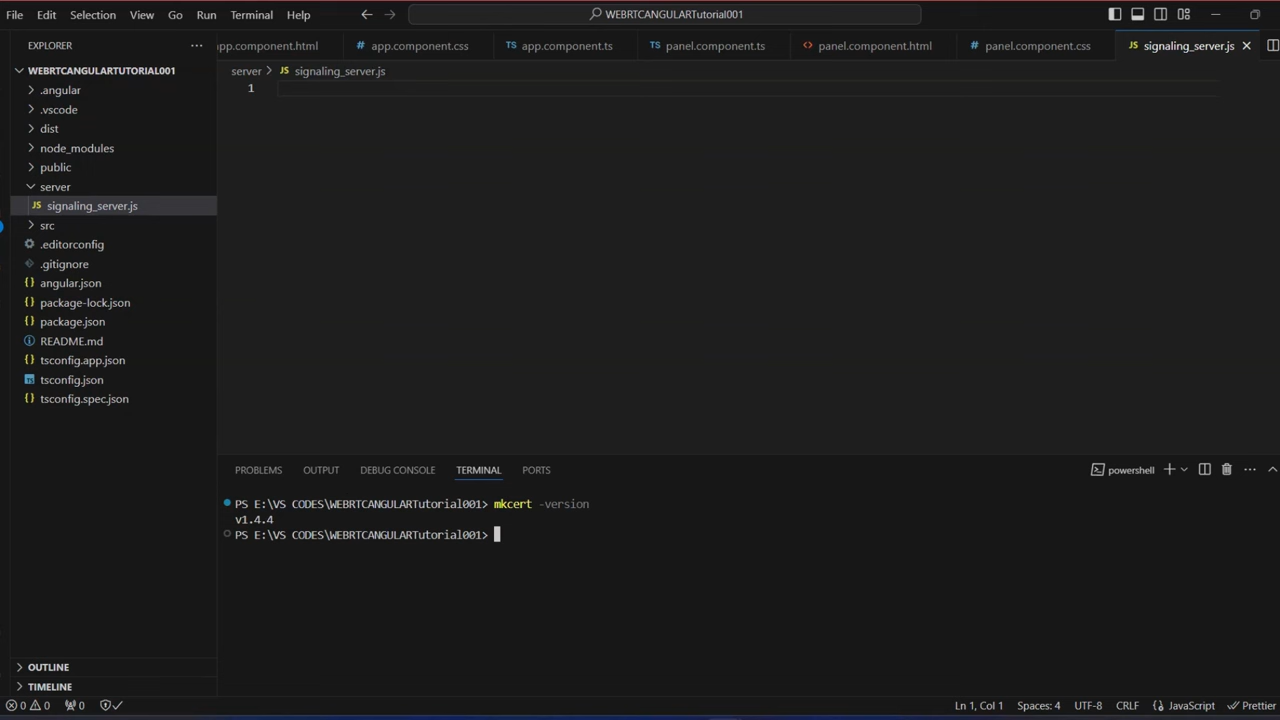 File Edit Selection View Go Run Terminal Help WEBRTCANGULARTutorial001
EXPLORER
WEBRTCANGULARTUTORIAL001
.angular
.vscode
dist
node_modules
public
server
signaling_server.js
src
.editorconfig
.gitignore
angular.json
package-lock.json
package.json
README.md
tsconfig.app.json
tsconfig.json
tsconfig.spec.json
OUTLINE
TIMELINE
app.component.html app.component.css app.component.ts panel.component.ts panel.component.html panel.component.css signaling_server.js
server signaling_server.js
1
PROBLEMS OUTPUT DEBUG CONSOLE TERMINAL PORTS powershell
PS E:\VS CODES\WEBRTCANGULARTutorial001> mkcert -version
v1.4.4
PS E:\VS CODES\WEBRTCANGULARTutorial001>
0 0 0 Ln 1, Col 1 Spaces: 4 UTF-8 CRLF JavaScript Prettier